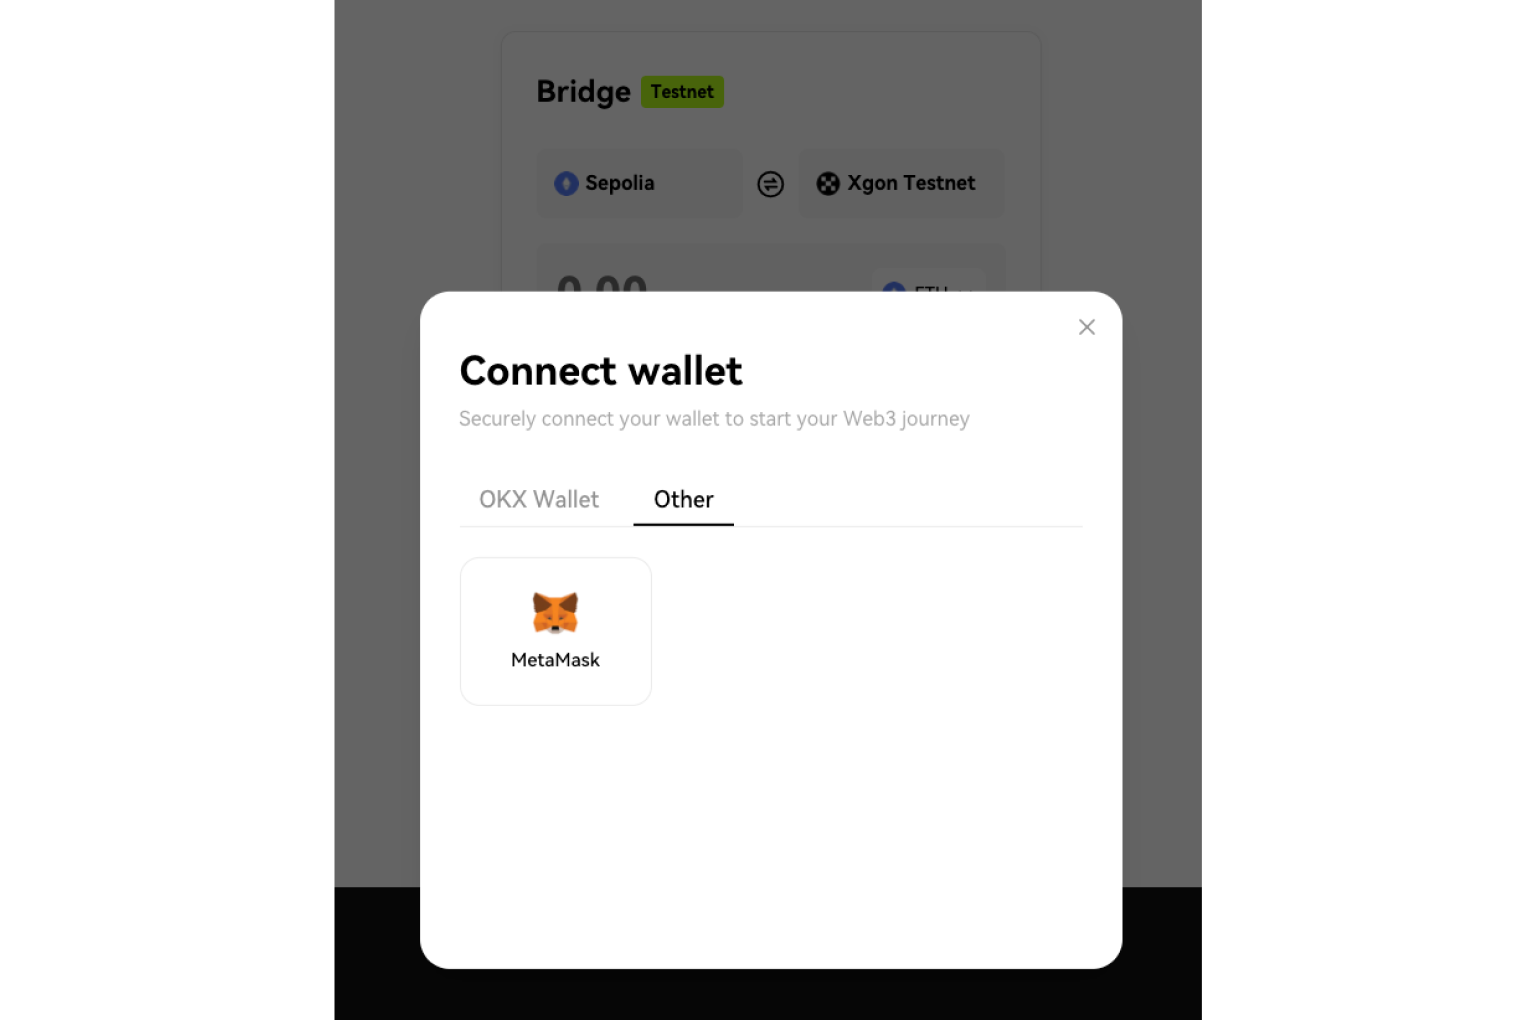 Bridge Testnet
Sepolia
Xgon Testnet
0.00
ETH
Connect wallet
Securely connect your wallet to start your Web3 journey
OKX Wallet
Other
MetaMask